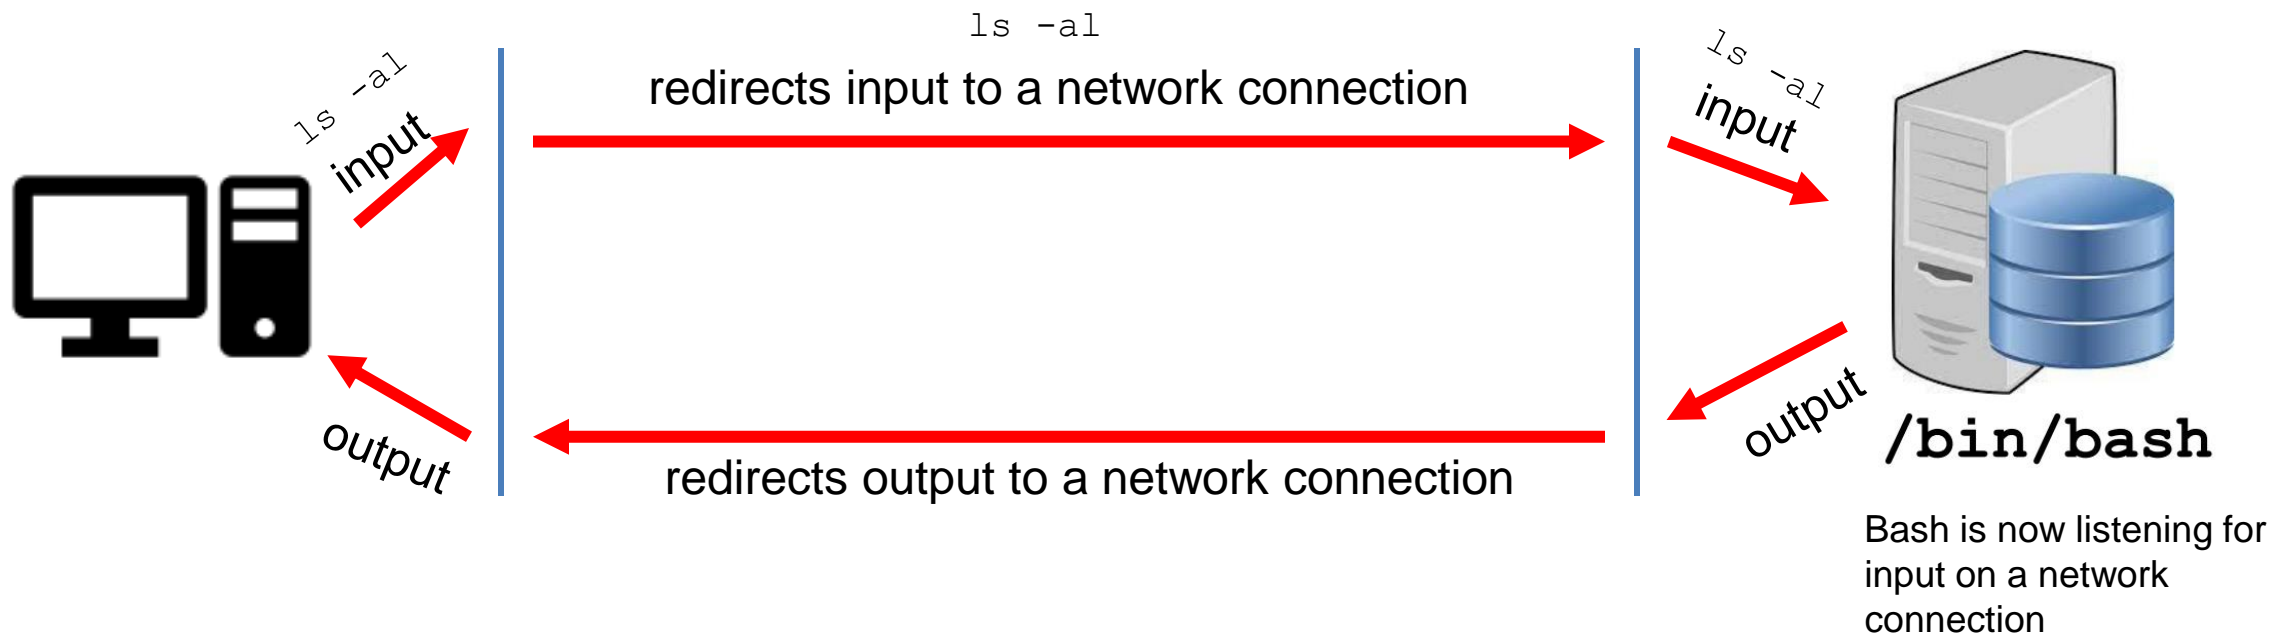 ls -al
redirects input to a network connection
ls -al
input
ls -al
input
output
redirects output to a network connection
output
/bin/bash
Bash is now listening for
input on a network
connection